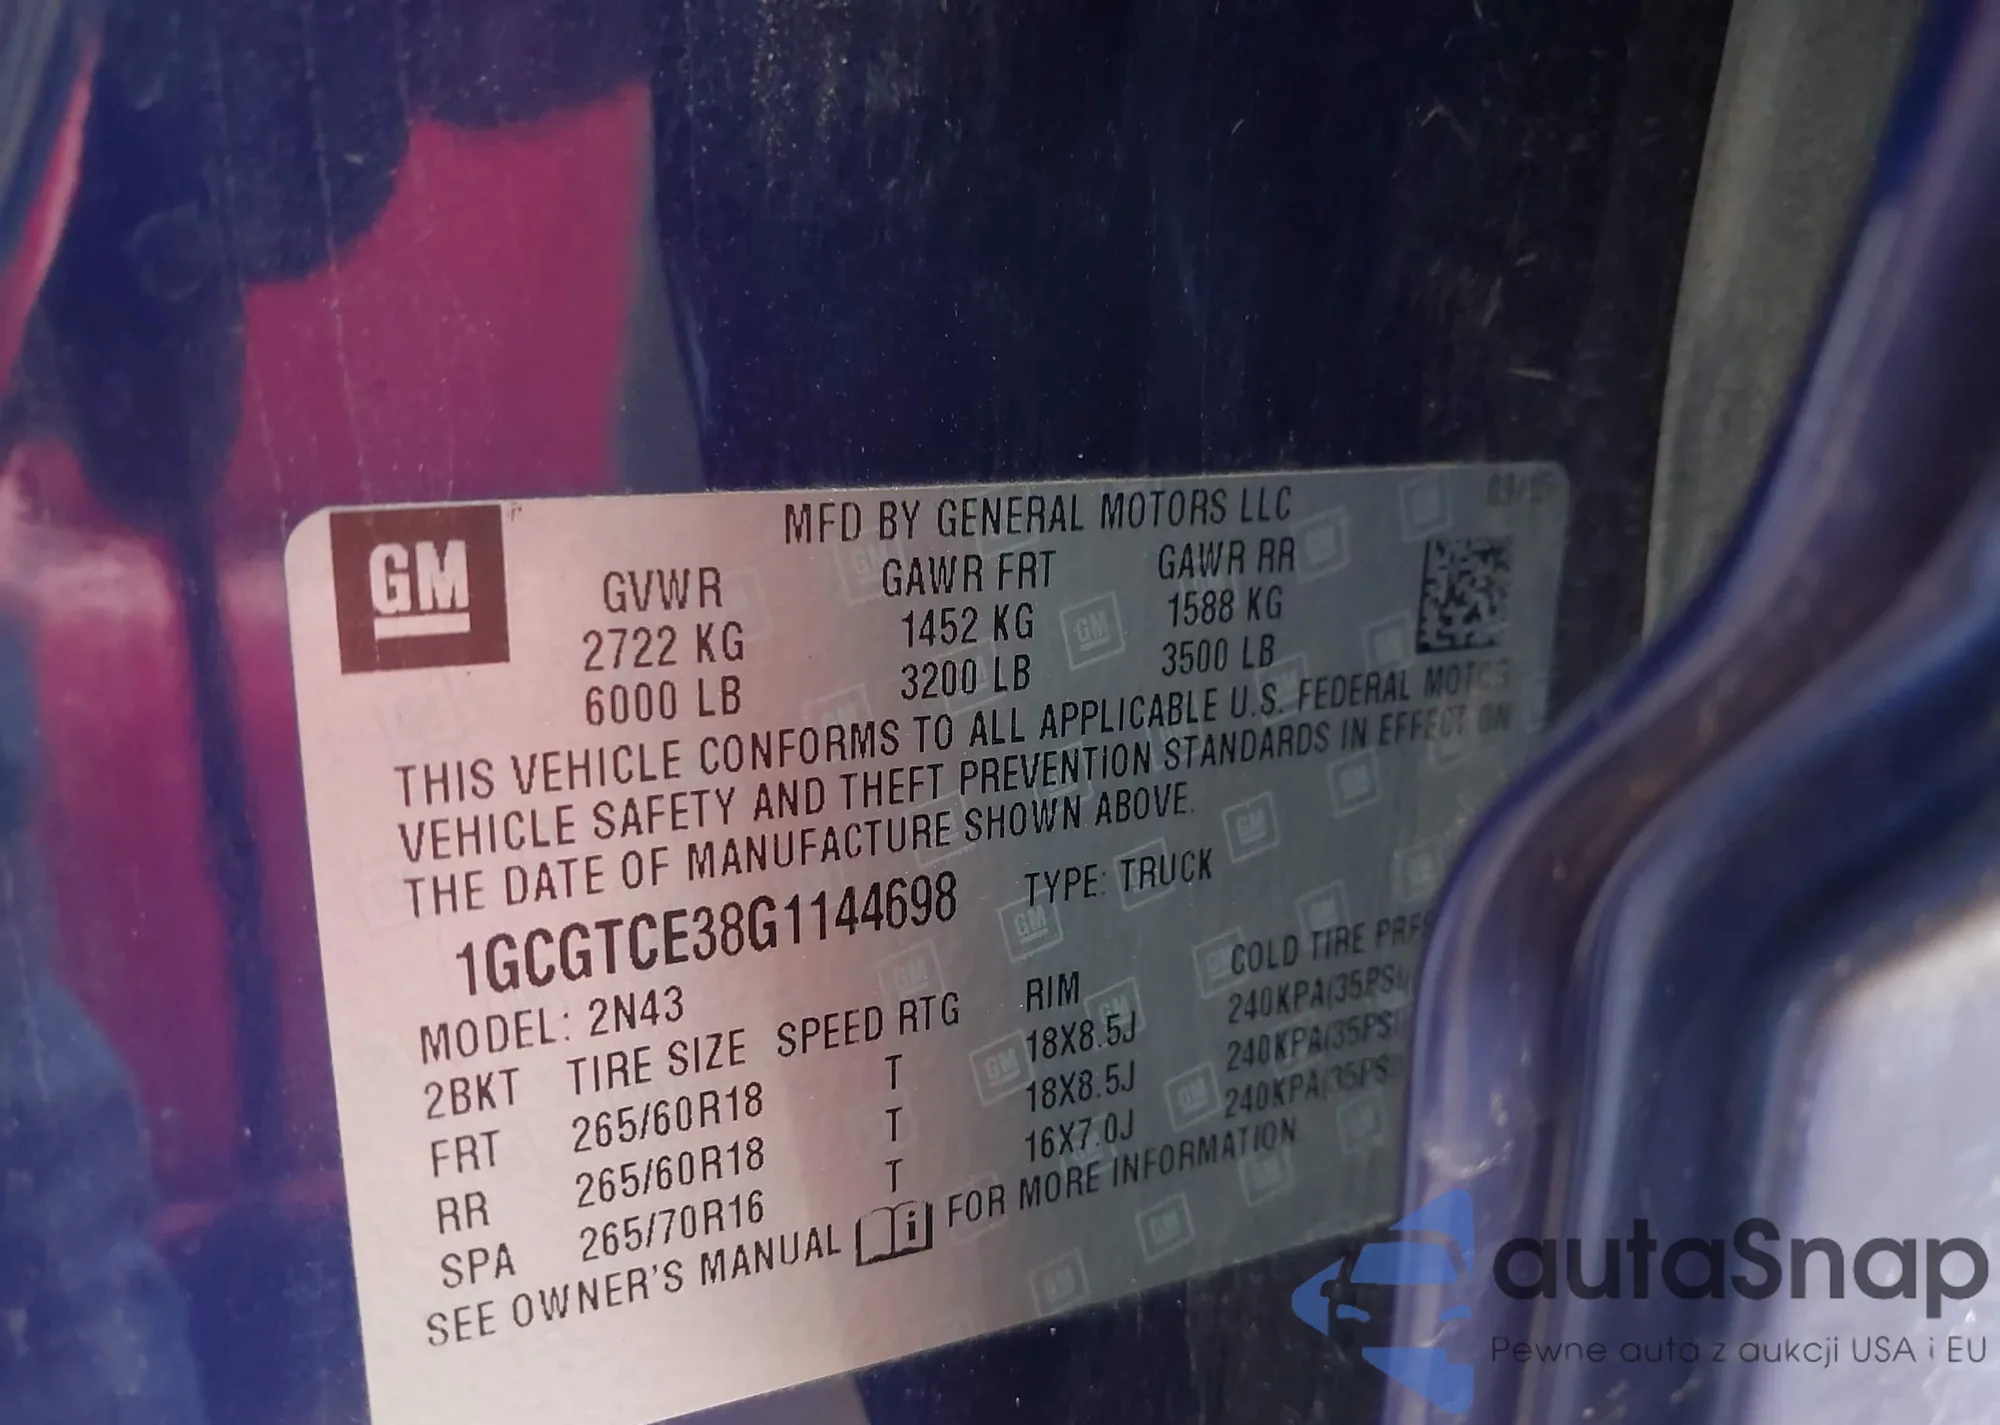 GM
MFD BY GENERAL MOTORS LLC
GVWR GAWR FRT GAWR RR
2722 KG 1452 KG 1588 KG
6000 LB 3200 LB 3500 LB
THIS VEHICLE CONFORMS TO ALL APPLICABLE U.S. FEDERAL MOTOR
VEHICLE SAFETY AND THEFT PREVENTION STANDARDS IN EFFECT ON
THE DATE OF MANUFACTURE SHOWN ABOVE.
1GCGTCE38G1144698 TYPE: TRUCK
MODEL: 2N43
2BKT TIRE SIZE SPEED RTG RIM COLD TIRE
FRT 265/60R18 T 18X8.5J 240KPA(35PSI)
RR 265/60R18 T 18X8.5J 240KPA(35PSI
SPA 265/70R16 T 16X7.0J 240KPA(35PS
SEE OWNER'S MANUAL FOR MORE INFORMATION
autaSnap
Pewne auta z aukcji USA i EU